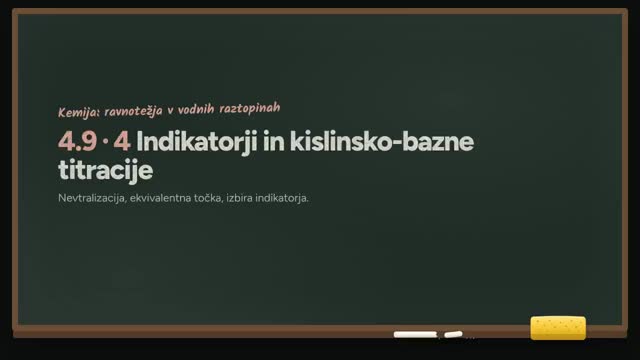 Kemija: ravnotežja v vodnih raztopinah
4.9 · 4 Indikatorji in kislinsko-bazne
titracije
Nevtralizacija, ekvivalentna točka, izbira indikatorja.